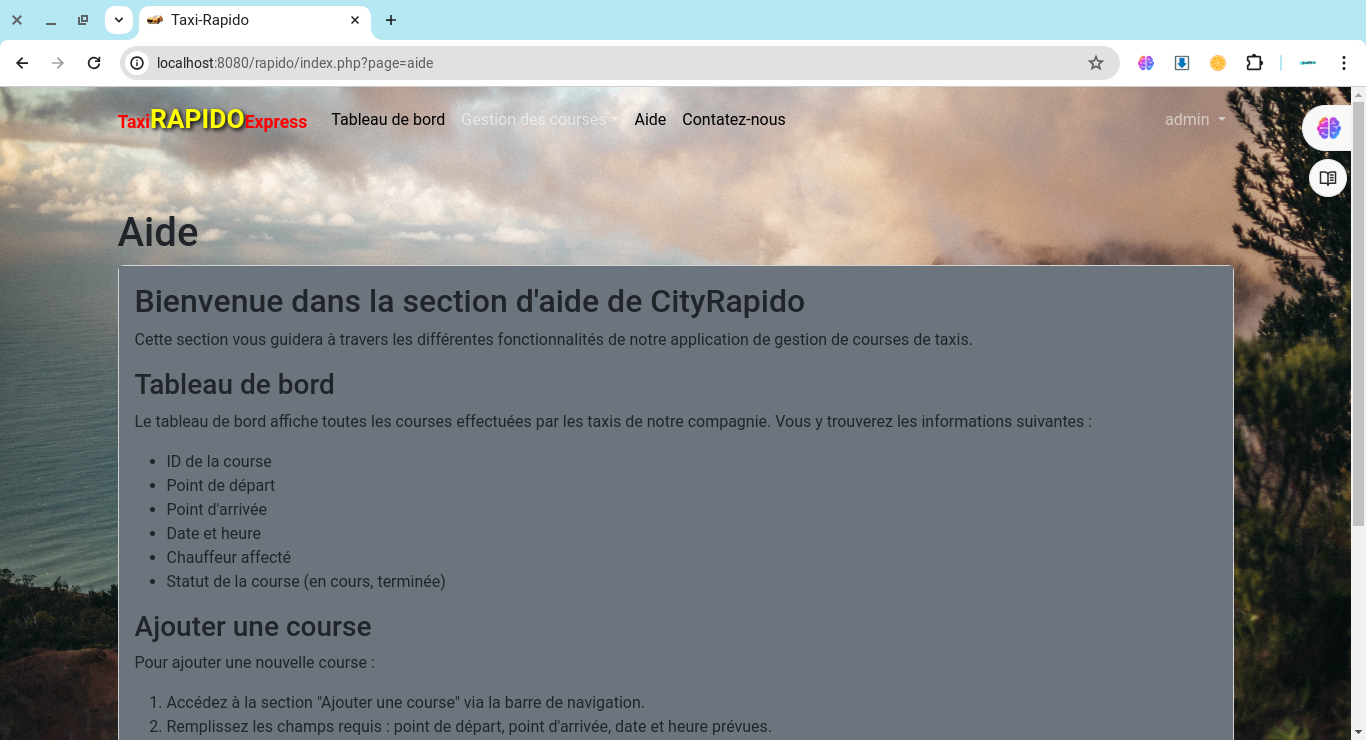 Taxi-Rapido
localhost:8080/rapido/index.php?page=aide
TaxiRAPIDOExpress Tableau de bord Gestion des courses Aide Contatez-nous admin
Aide
Bienvenue dans la section d'aide de CityRapido
Cette section vous guidera à travers les différentes fonctionnalités de notre application de gestion de courses de taxis.
Tableau de bord
Le tableau de bord affiche toutes les courses effectuées par les taxis de notre compagnie. Vous y trouverez les informations suivantes :
• ID de la course
• Point de départ
• Point d'arrivée
• Date et heure
• Chauffeur affecté
• Statut de la course (en cours, terminée)
Ajouter une course
Pour ajouter une nouvelle course :
1. Accédez à la section "Ajouter une course" via la barre de navigation.
2. Remplissez les champs requis : point de départ, point d'arrivée, date et heure prévues.